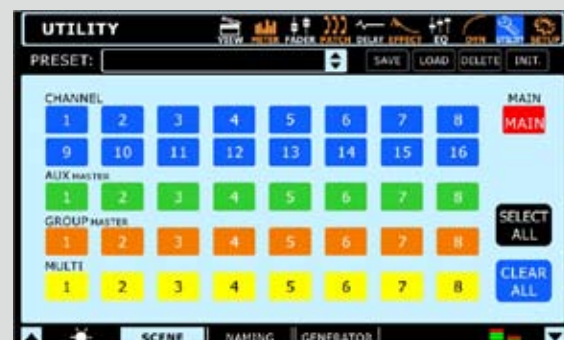 UTILITY
VIEW METER FADER PATCH DELAY EFFECT EQ DYN UTILITY SETUP
PRESET: SAVE LOAD DELETE INIT.
CHANNEL MAIN
1 2 3 4 5 6 7 8 MAIN
9 10 11 12 13 14 15 16
AUX MASTER
1 2 3 4 5 6 7 8
GROUP MASTER
1 2 3 4 5 6 7 8
SELECT
ALL
MULTI
1 2 3 4 5 6 7 8
CLEAR
ALL
SCENE NAMING GENERATOR